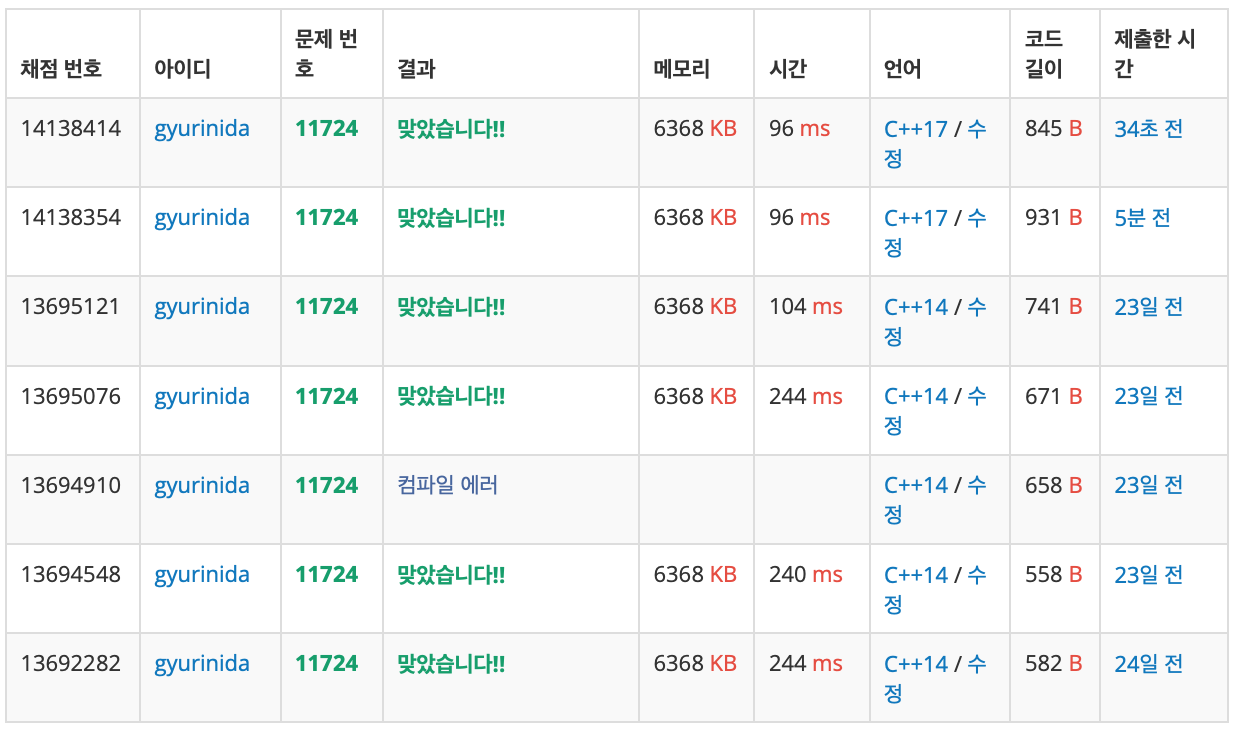 채점 번호 아이디 문제 번호 결과 메모리 시간 언어 코드 길이 제출한 시간
14138414 gyurinida 11724 맞았습니다!! 6368 KB 96 ms C++17 / 수정 845 B 34초 전
14138354 gyurinida 11724 맞았습니다!! 6368 KB 96 ms C++17 / 수정 931 B 5분 전
13695121 gyurinida 11724 맞았습니다!! 6368 KB 104 ms C++14 / 수정 741 B 23일 전
13695076 gyurinida 11724 맞았습니다!! 6368 KB 244 ms C++14 / 수정 671 B 23일 전
13694910 gyurinida 11724 컴파일 에러 C++14 / 수정 658 B 23일 전
13694548 gyurinida 11724 맞았습니다!! 6368 KB 240 ms C++14 / 수정 558 B 23일 전
13692282 gyurinida 11724 맞았습니다!! 6368 KB 244 ms C++14 / 수정 582 B 24일 전